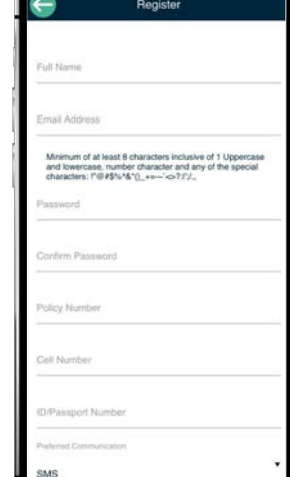 Register
Full Name
Email Address
Minimum of at least 8 characters inclusive of 1 Uppercase
and lowercase, number character and any of the special
characters:
Password
Confirm Password
Policy Number
Cell Number
ID/Passport Number
Preferred Communication
SMS